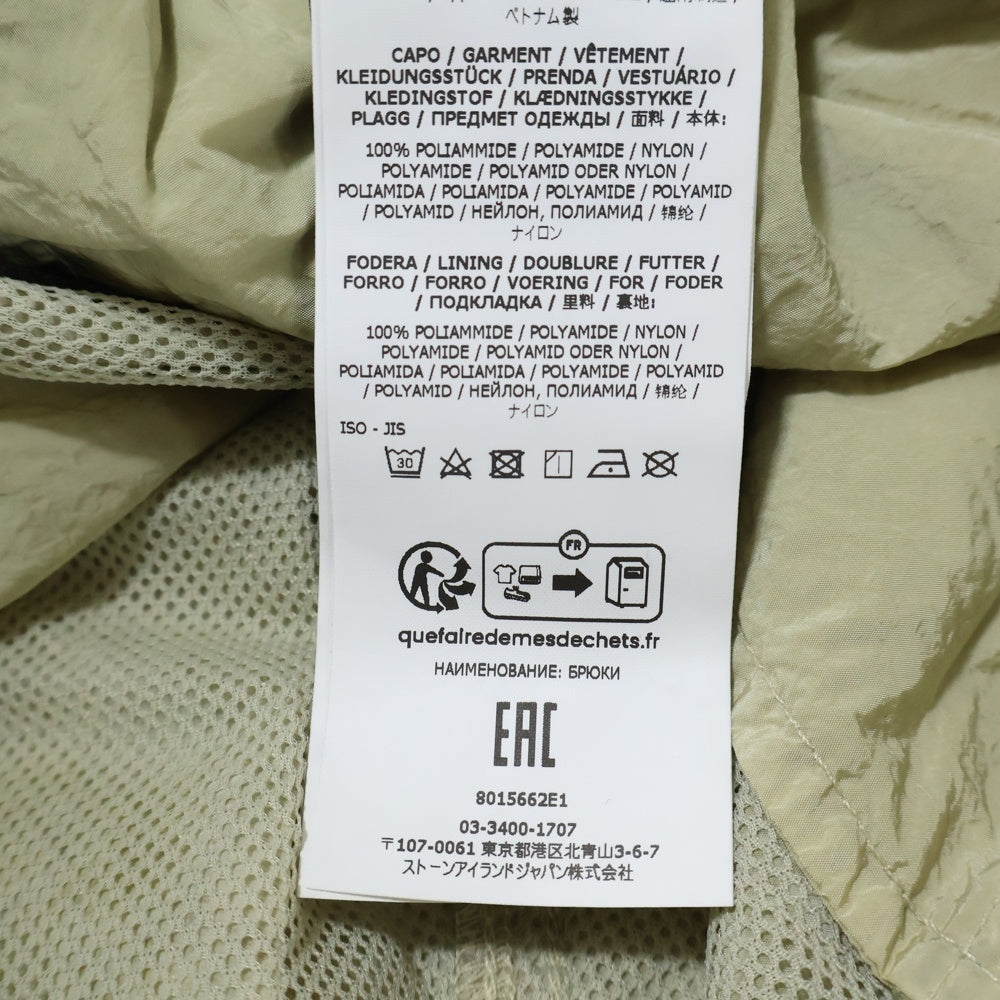 ベトナム製
CAPO / GARMENT / VÊTEMENT /
KLEIDUNGSSTÜCK / PRENDA / VESTUÁRIO /
KLEDINGSTOF / KLÆDNINGSSTYKKE /
PLAGG / ПРЕДМЕТ ОДЕЖДЫ / 面料 / 本体:
100% POLIAMMIDE / POLYAMIDE / NYLON /
POLYAMIDE / POLYAMID ODER NYLON /
POLIAMIDA / POLIAMIDA / POLYAMIDE / POLYAMID
/ POLYAMID / НЕЙЛОН, ПОЛИАМИД / 锦纶 /
ナイロン
FODERA / LINING / DOUBLURE / FUTTER /
FORRO / FORRO / VOERING / FOR / FODER
/ ПОДКЛАДКА / 里料 / 裏地:
100% POLIAMMIDE / POLYAMIDE / NYLON /
POLYAMIDE / POLYAMID ODER NYLON /
POLIAMIDA / POLIAMIDA / POLYAMIDE / POLYAMID
/ POLYAMID / НЕЙЛОН, ПОЛИАМИД / 锦纶 /
ナイロン
ISO - JIS
30
FR
quefairedemesdechets.fr
НАИМЕНОВАНИЕ: БРЮКИ
EAC
8015662E1
03-3400-1707
〒107-0061 東京都港区北青山3-6-7
ストーンアイランドジャパン株式会社